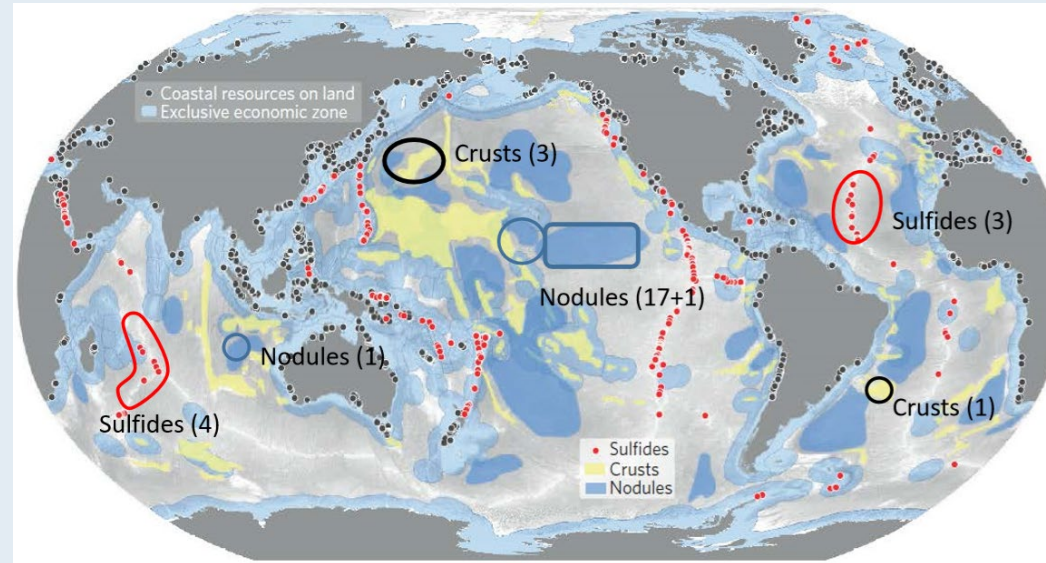 Coastal resources on land
Exclusive economic zone
Crusts (3)
Sulfides (3)
Nodules (17+1)
Nodules (1)
Sulfides (4)
Crusts (1)
Sulfides
Crusts
Nodules